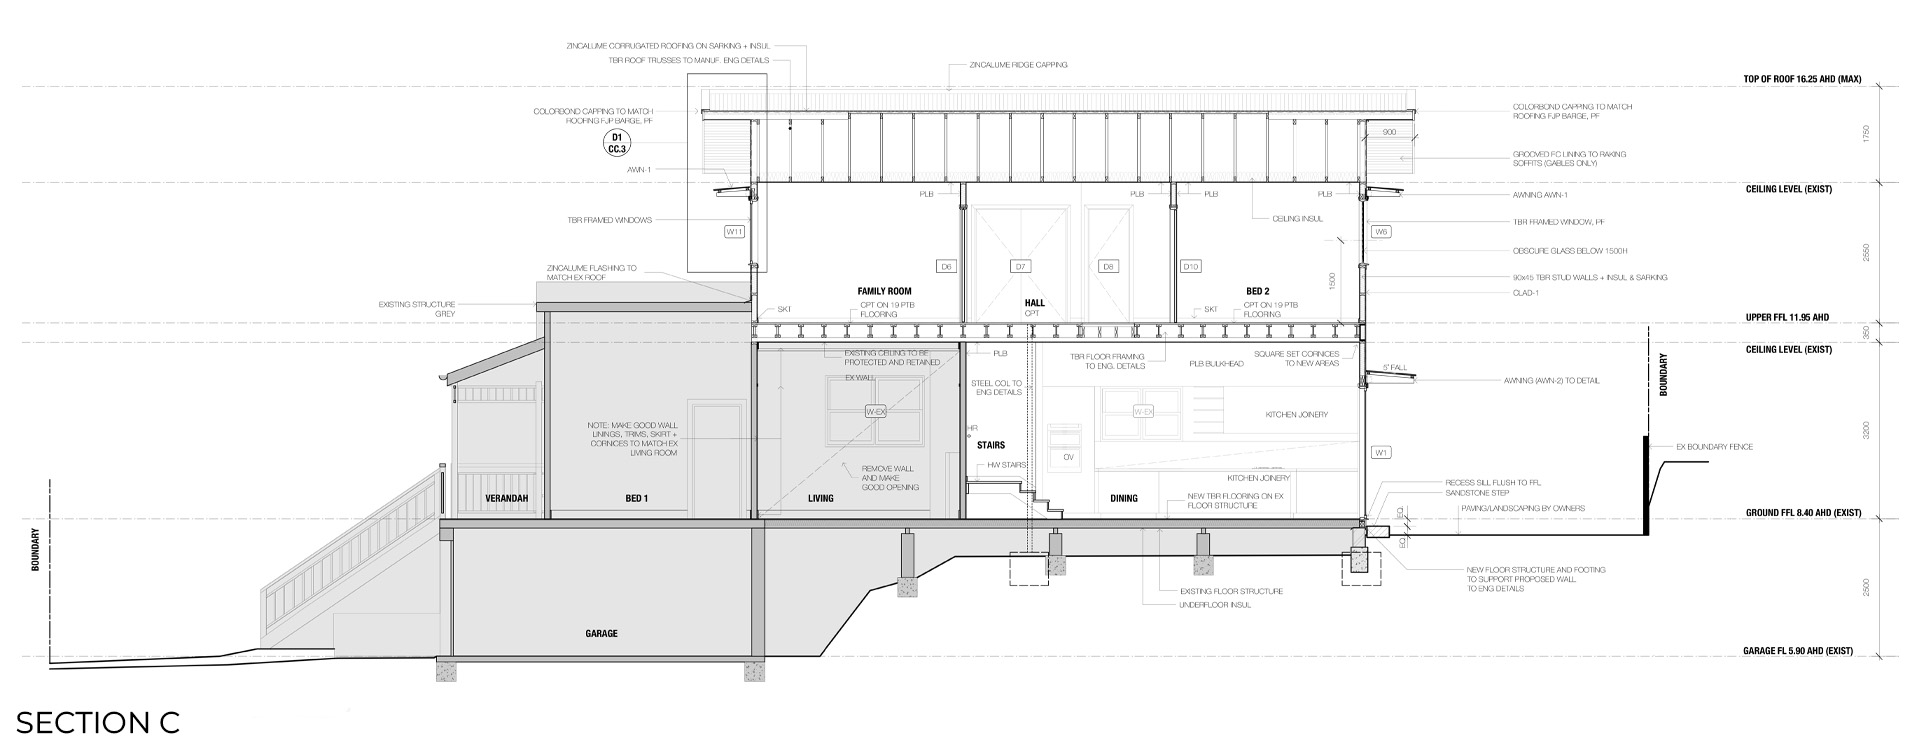 ZINCALUME CORRUGATED ROOFING ON SARKING + INSUL
TBR ROOF TRUSSES TO MANUF. ENG DETAILS
ZINCALUME RIDGE CAPPING
TOP OF ROOF 16.25 AHD (MAX)
COLORBOND CAPPING TO MATCH
ROOFING FJP BARGE, PF
D1
CC.3
AWN-1
COLORBOND CAPPING TO MATCH
ROOFING FJP BARGE, PF
900
1750
GROOVED FC LINING TO RAKING
SOFFITS (GABLES ONLY)
CEILING LEVEL (EXIST)
PLB
PLB
PLB
PLB
AWNING AWN-1
TBR FRAMED WINDOWS
W11
CEILING INSUL
TBR FRAMED WINDOW, PF
W6
OBSCURE GLASS BELOW 1500H
2550
ZINCALUME FLASHING TO
MATCH EX ROOF
D6
D7
D8
D10
1500
90x45 TBR STUD WALLS + INSUL & SARKING
CLAD-1
FAMILY ROOM
HALL
CPT
BED 2
EXISTING STRUCTURE
GREY
SKT
CPT ON 19 PTB
FLOORING
SKT
CPT ON 19 PTB
FLOORING
UPPER FFL 11.95 AHD
350
CEILING LEVEL (EXIST)
EXISTING CEILING TO BE
PROTECTED AND RETAINED
PLB
TBR FLOOR FRAMING
TO ENG. DETAILS
PLB BULKHEAD
SQUARE SET CORNICES
TO NEW AREAS
5° FALL
AWNING (AWN-2) TO DETAIL
BOUNDARY
EX WALL
STEEL COL TO
ENG DETAILS
W-EX
W-EX
KITCHEN JOINERY
3200
NOTE: MAKE GOOD WALL
LININGS, TRIMS, SKIRT +
CORNICES TO MATCH EX
LIVING ROOM
HR
STAIRS
OV
W1
EX BOUNDARY FENCE
REMOVE WALL
AND MAKE
GOOD OPENING
HW STAIRS
KITCHEN JOINERY
RECESS SILL FLUSH TO FFL
SANDSTONE STEP
VERANDAH
BED 1
LIVING
DINING
NEW TBR FLOORING ON EX
FLOOR STRUCTURE
EQ
EQ
PAVING/LANDSCAPING BY OWNERS
GROUND FFL 8.40 AHD (EXIST)
BOUNDARY
NEW FLOOR STRUCTURE AND FOOTING
TO SUPPORT PROPOSED WALL
TO ENG DETAILS
EXISTING FLOOR STRUCTURE
UNDERFLOOR INSUL
2500
GARAGE
GARAGE FL 5.90 AHD (EXIST)
SECTION C